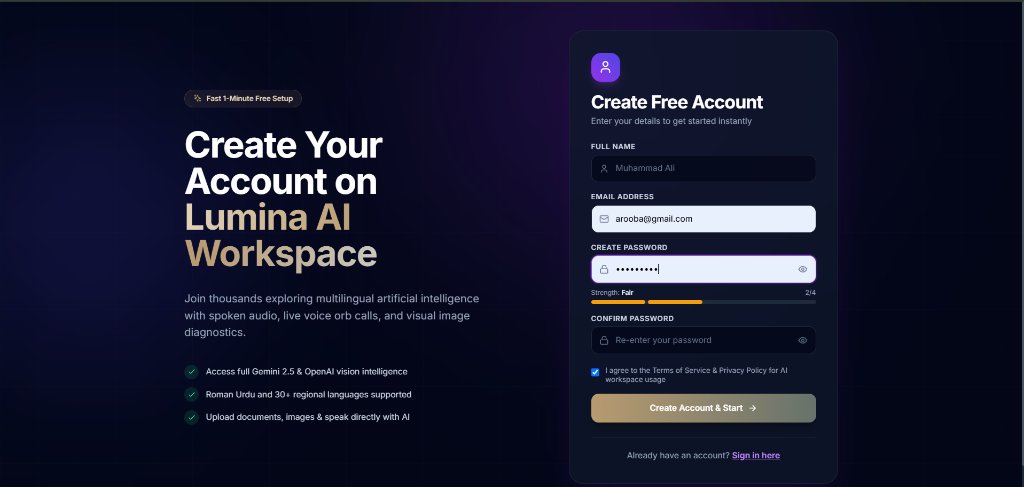 Fast 1-Minute Free Setup
Create Your
Account on
Lumina AI
Workspace
Join thousands exploring multilingual artificial intelligence
with spoken audio, live voice orb calls, and visual image
diagnostics.
Access full Gemini 2.5 & OpenAI vision intelligence
Roman Urdu and 30+ regional languages supported
Upload documents, images & speak directly with AI
Create Free Account
Enter your details to get started instantly
FULL NAME
Muhammad Ali
EMAIL ADDRESS
arooba@gmail.com
CREATE PASSWORD
•••••••••
Strength: Fair 2/4
CONFIRM PASSWORD
Re-enter your password
I agree to the Terms of Service & Privacy Policy for AI
workspace usage
Create Account & Start →
Already have an account? Sign in here